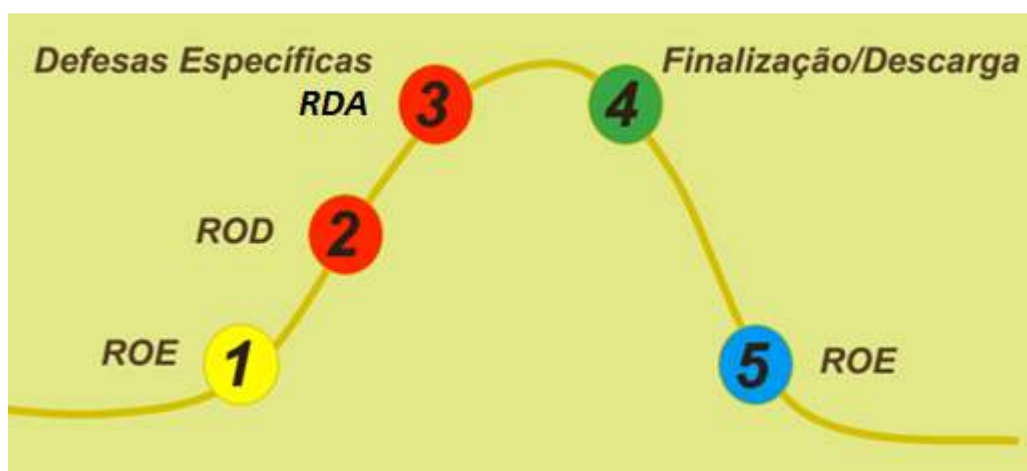 Defesas Específicas
RDA
3
4
Finalização/Descarga
ROD
2
ROE
1
5
ROE